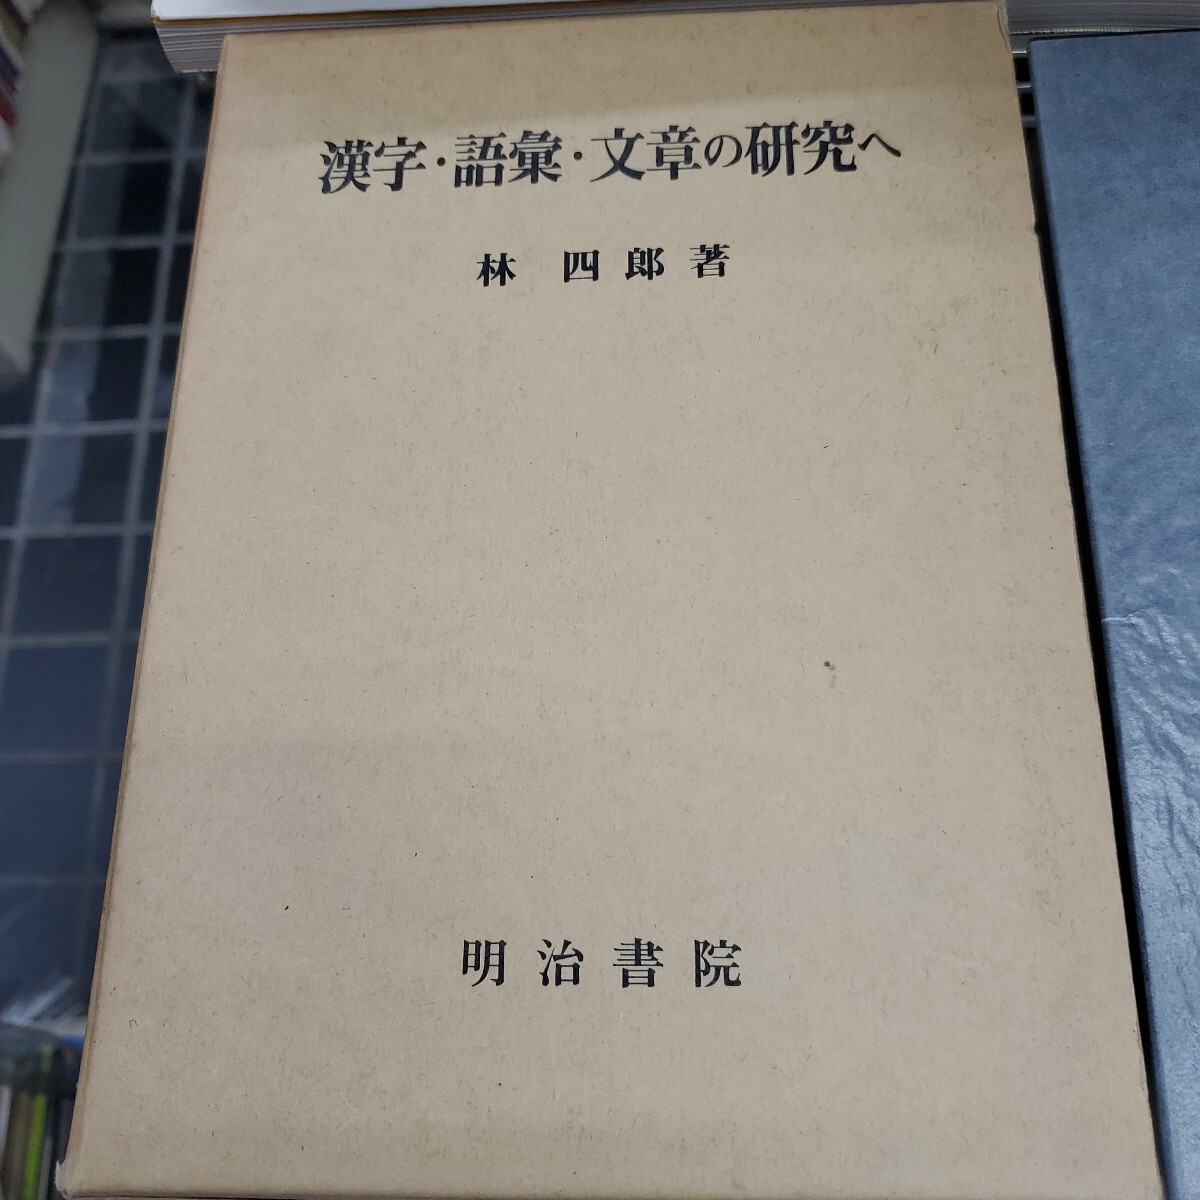 漢字・語彙・文章の研究へ
林 四郎 著
明治書院